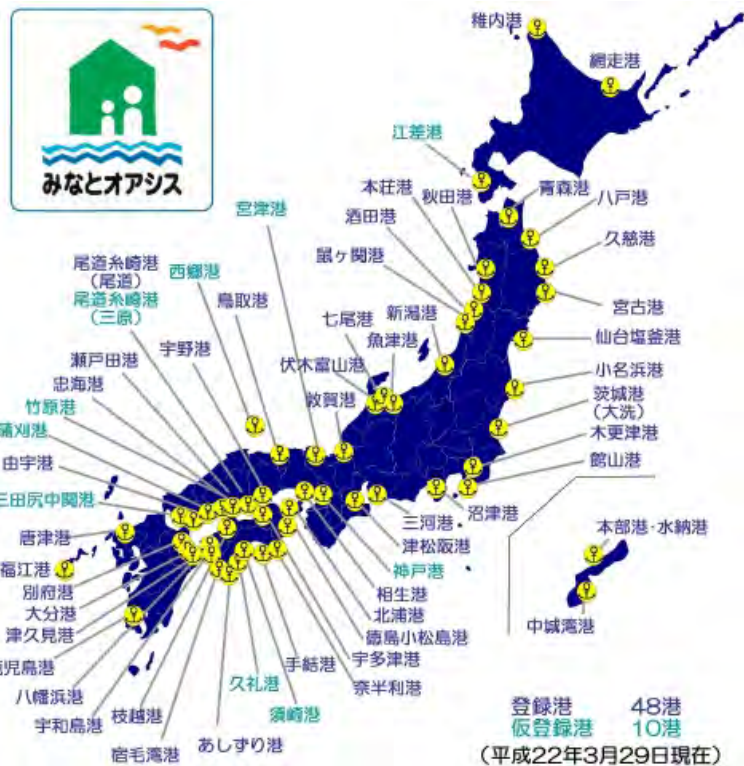 稚内港
網走港
みなとオアシス
江差港
青森港
本荘港
秋田港
八戸港
宮津港
酒田港
久慈港
鼠ヶ関港
尾道糸崎港
(尾道)
西郷港
宮古港
尾道糸崎港
(三原)
鳥取港
七尾港
新潟港
魚津港
仙台塩釜港
宇野港
瀬戸田港
伏木富山港
小名浜港
忠海港
敦賀港
茨城港
(大洗)
竹原港
蒲刈港
木更津港
由宇港
館山港
三田尻中関港
沼津港
三河港
唐津港
津松阪港
本部港・水納港
福江港
神戸港
別府港
相生港
大分港
北浦港
中城湾港
津久見港
徳島小松島港
鹿児島港
手結港
宇多津港
八幡浜港
久礼港
奈半利港
宇和島港
枝越港
須崎港
宿毛湾港
あしずり港
登録港 48港
仮登録港 10港
(平成22年3月29日現在)